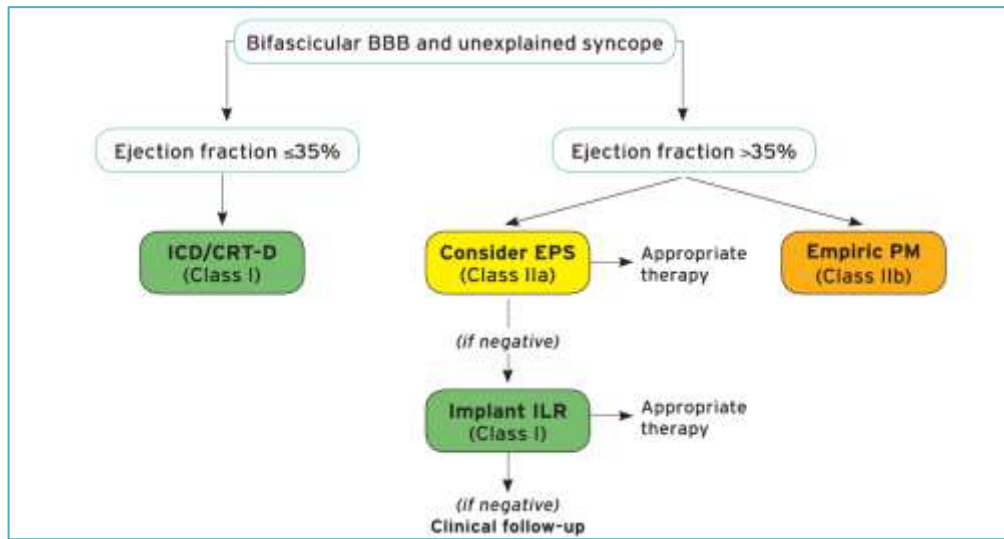 Bifascicular BBB and unexplained syncope
Ejection fraction ≤35%
Ejection fraction >35%
ICD/CRT-D
(Class I)
Consider EPS
(Class IIa)
Appropriate
therapy
Empiric PM
(Class IIb)
(if negative)
Implant ILR
(Class I)
Appropriate
therapy
(if negative)
Clinical follow-up